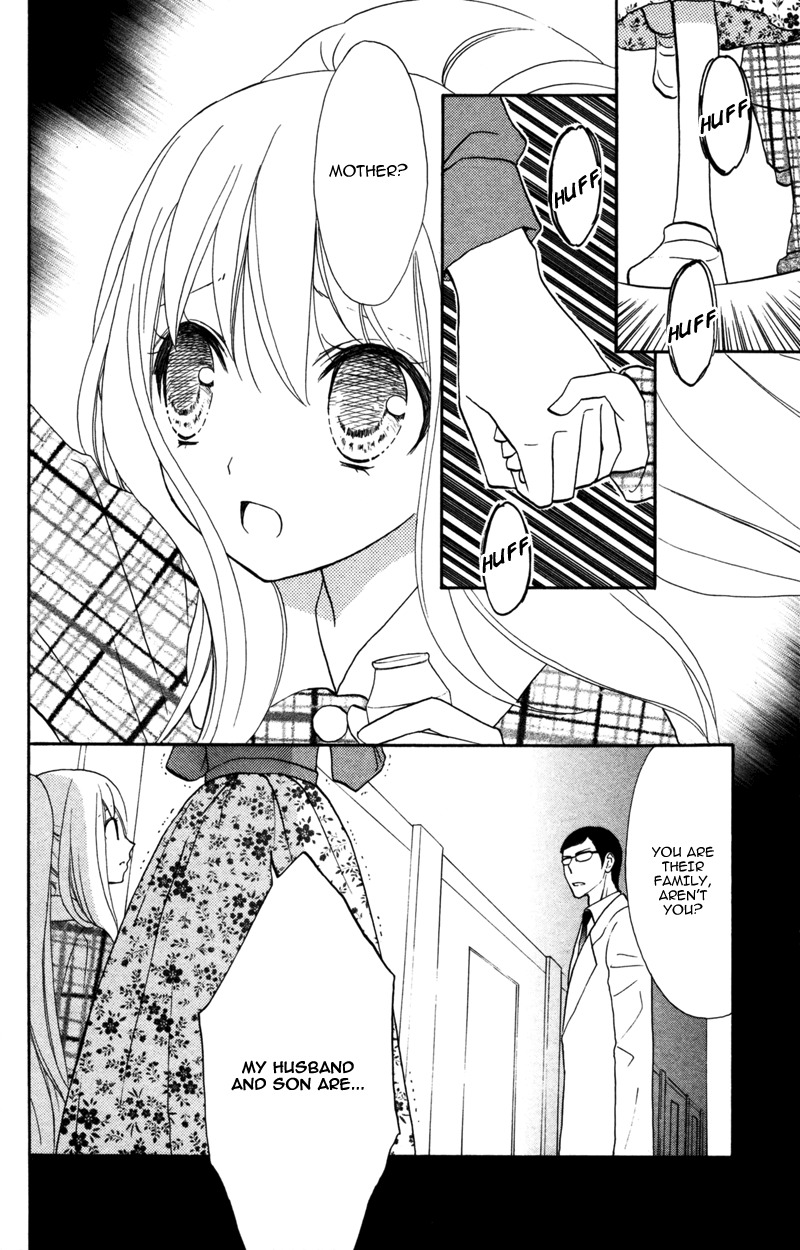 HUFF
HUFF
HUFF
HUFF
MOTHER?
YOU ARE
THEIR
FAMILY,
AREN'T
YOU?
MY HUSBAND
AND SON ARE...